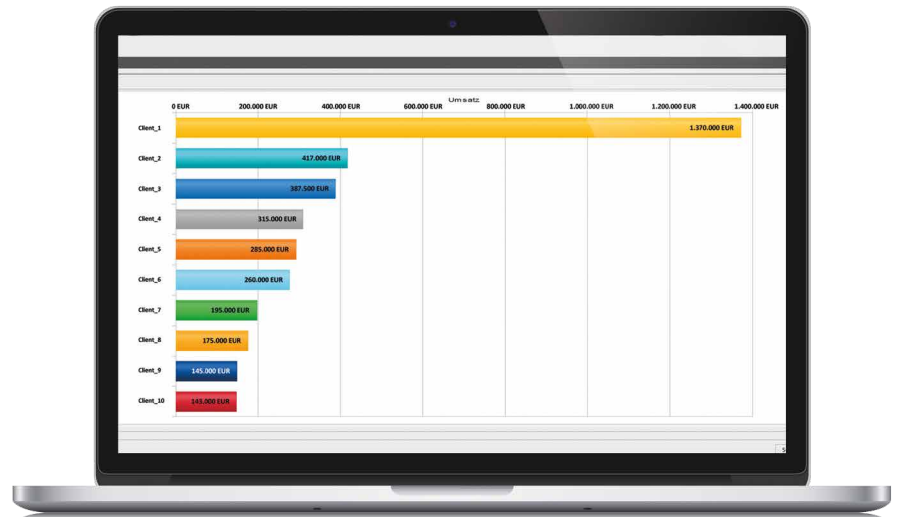 Umsatz
0 EUR 200.000 EUR 400.000 EUR 600.000 EUR 800.000 EUR 1.000.000 EUR 1.200.000 EUR 1.400.000 EUR
Client_1 1.370.000 EUR
Client_2 417.000 EUR
Client_3 387.500 EUR
Client_4 315.000 EUR
Client_5 285.000 EUR
Client_6 260.000 EUR
Client_7 195.000 EUR
Client_8 175.000 EUR
Client_9 145.000 EUR
Client_10 143.000 EUR